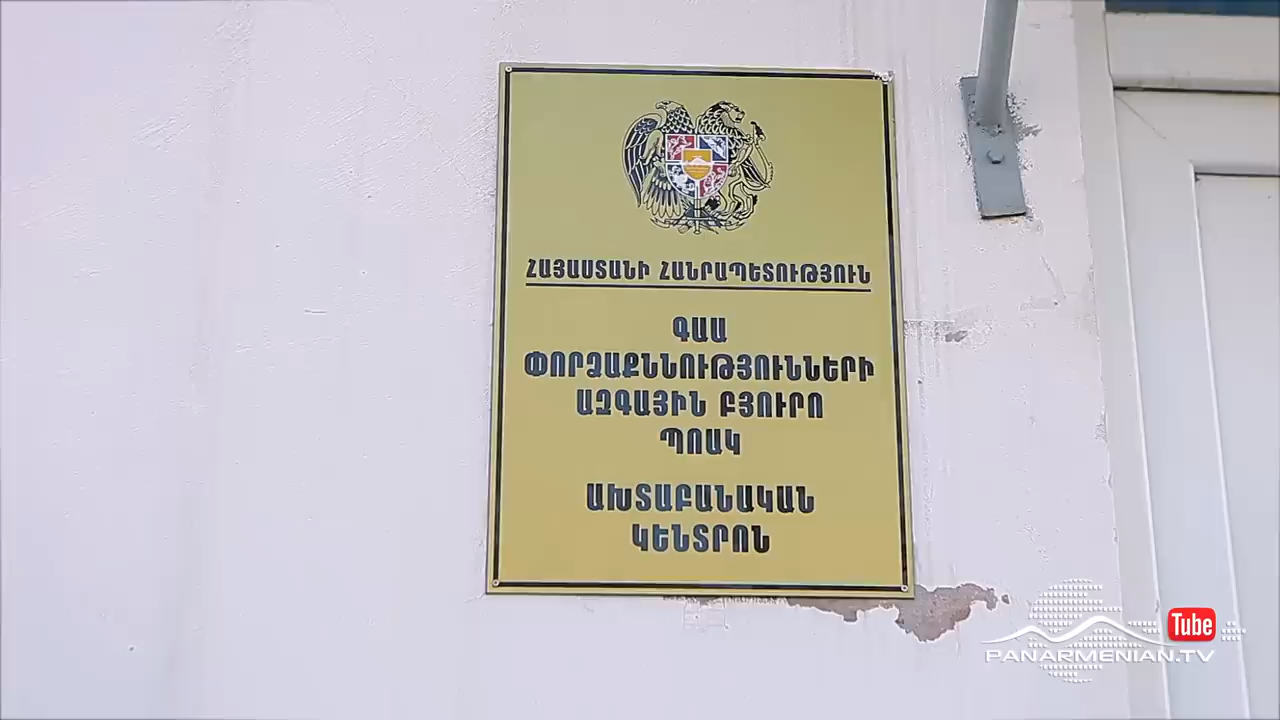 ՀԱՅԱՍՏԱՆԻ ՀԱՆՐԱՊԵՏՈՒԹՅՈՒՆ
ԳԱԱ
ՓՈՐՁԱՔՆՆՈՒԹՅՈՒՆՆԵՐԻ
ԱԶԳԱՅԻՆ ԲՅՈՒՐՈ
ՊՈԱԿ
ԱԽՏԱԲԱՆԱԿԱՆ
ԿԵՆՏՐՈՆ
Tube
PANARMENIAN.TV